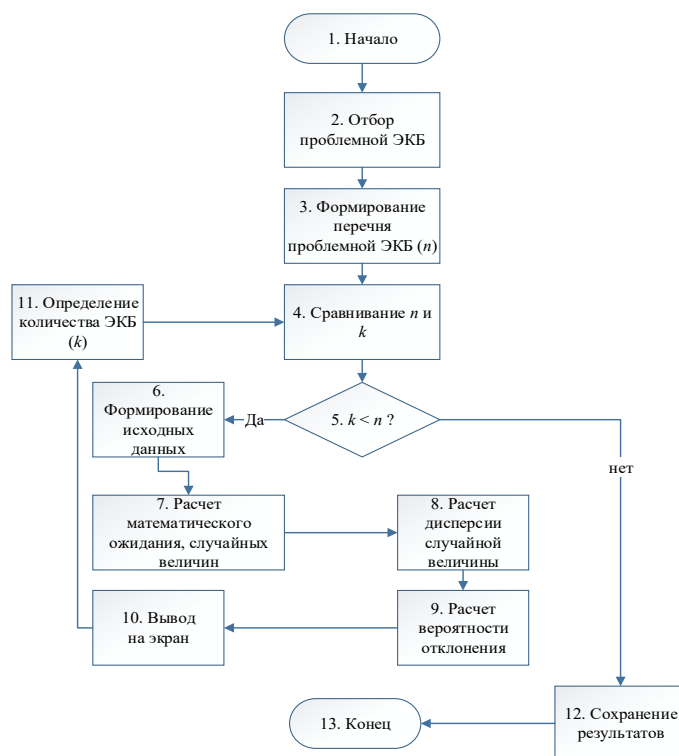 1. Начало
2. Отбор
проблемной ЭКБ
3. Формирование
перечня
проблемной ЭКБ (n)
4. Сравнивание n и
k
11. Определение
количества ЭКБ
(k)
5. k < n ?
Да
нет
6.
Формирование
исходных
данных
7. Расчет
математического
ожидания, случайных
величин
8. Расчет
дисперсии
случайной
величины
9. Расчет
вероятности
отклонения
10. Вывод
на экран
12. Сохранение
результатов
13. Конец